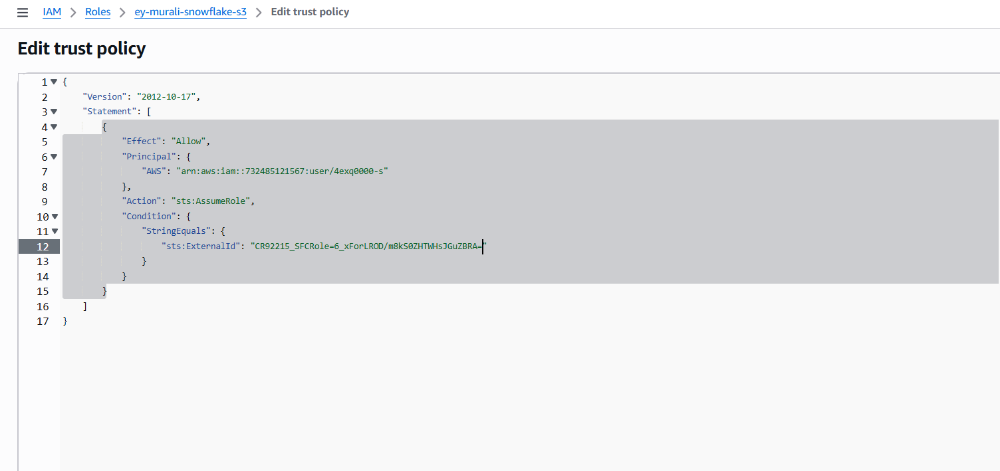 IAM > Roles > ey-murali-snowflake-s3 > Edit trust policy
Edit trust policy
1 {
2 "Version": "2012-10-17",
3 "Statement": [
4 {
5 "Effect": "Allow",
6 "Principal": {
7 "AWS": "arn:aws:iam::732485121567:user/4exq0000-s"
8 },
9 "Action": "sts:AssumeRole",
10 "Condition": {
11 "StringEquals": {
12 "sts:ExternalId": "CR92215_SFCRole=6_xForLROD/m8kS0ZHTWHsJGuZBRA="
13 }
14 }
15 }
16 ]
17 }